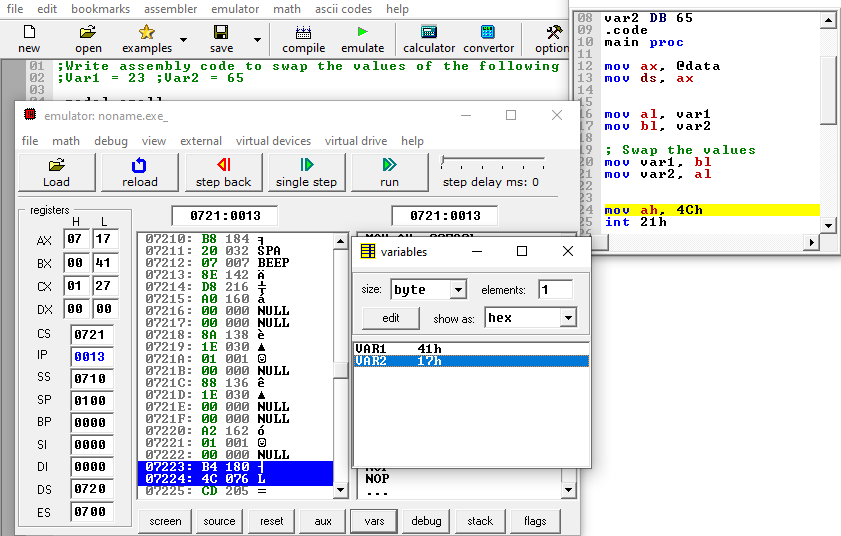 file edit bookmarks assembler emulator math ascii codes help
new open examples save compile emulate calculator convertor option
01 ;Write assembly code to swap the values of the following
02 ;Var1 = 23 ;Var2 = 65
03
08 var2 DB 65
09 .code
10 main proc
11
12 mov ax, @data
13 mov ds, ax
14
15
16 mov al, var1
17 mov bl, var2
18
19 ; Swap the values
20 mov var1, bl
21 mov var2, al
22
23
24 mov ah, 4Ch
25 int 21h
emulator: noname.exe_
file math debug view external virtual devices virtual drive help
Load reload step back single step run step delay ms: 0
registers
H L
AX 07 17
BX 00 41
CX 01 27
DX 00 00
CS 0721
IP 0013
SS 0710
SP 0100
BP 0000
SI 0000
DI 0000
DS 0720
ES 0700
0721:0013
0721:0013
07210: B8 184 ╕
07211: 20 032 SPA
07212: 07 007 BEEP
07213: 8E 142 Ä
07214: D8 216 ╪
07215: A0 160 á
07216: 00 000 NULL
07217: 00 000 NULL
07218: 8A 138 è
07219: 1E 030 ▲
0721A: 01 001 ☺
0721B: 00 000 NULL
0721C: 88 136 ê
0721D: 1E 030 ▲
0721E: 00 000 NULL
0721F: 00 000 NULL
07220: A2 162 ó
07221: 01 001 ☺
07222: 00 000 NULL
07223: B4 180 ┤
07224: 4C 076 L
07225: CD 205 =
variables
size: byte elements: 1
edit show as: hex
VAR1 41h
VAR2 17h
NOP
...
screen source reset aux vars debug stack flags